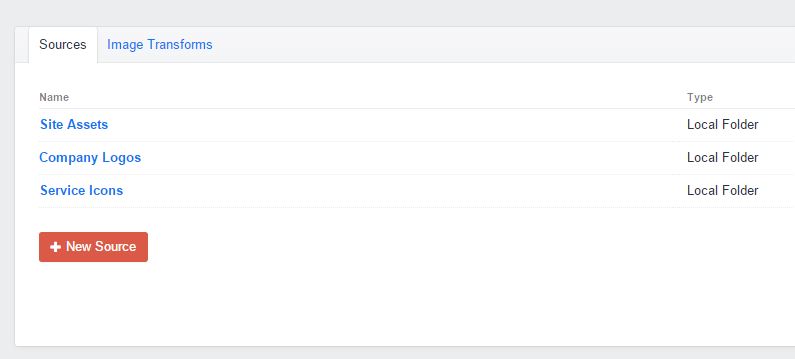 Sources Image Transforms
Name Type
Site Assets Local Folder
Company Logos Local Folder
Service Icons Local Folder
New Source